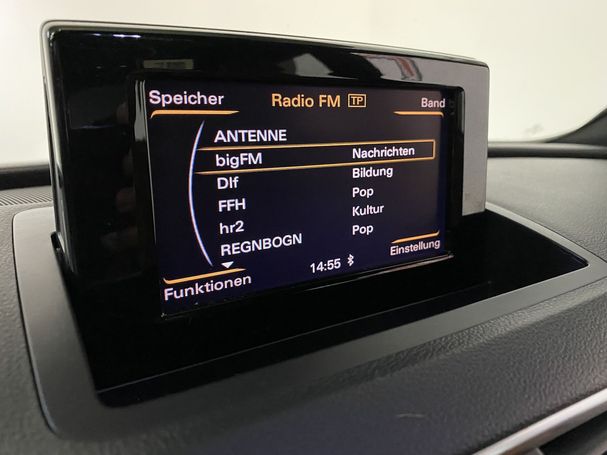 Speicher Radio FM TP Band
ANTENNE
bigFM Nachrichten
Dlf Bildung
FFH Pop
hr2 Kultur
REGNBOGN Pop
Funktionen 14:55 Einstellung